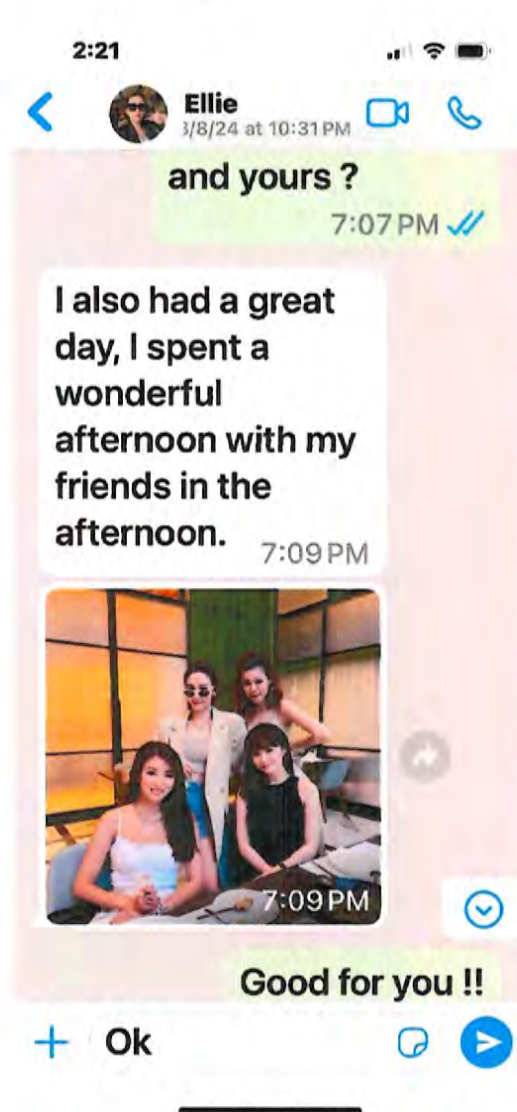 2:21
Ellie
3/8/24 at 10:31 PM
and yours ?
7:07 PM
I also had a great
day, I spent a
wonderful
afternoon with my
friends in the
afternoon.
7:09 PM
7:09 PM
Good for you !!
Ok